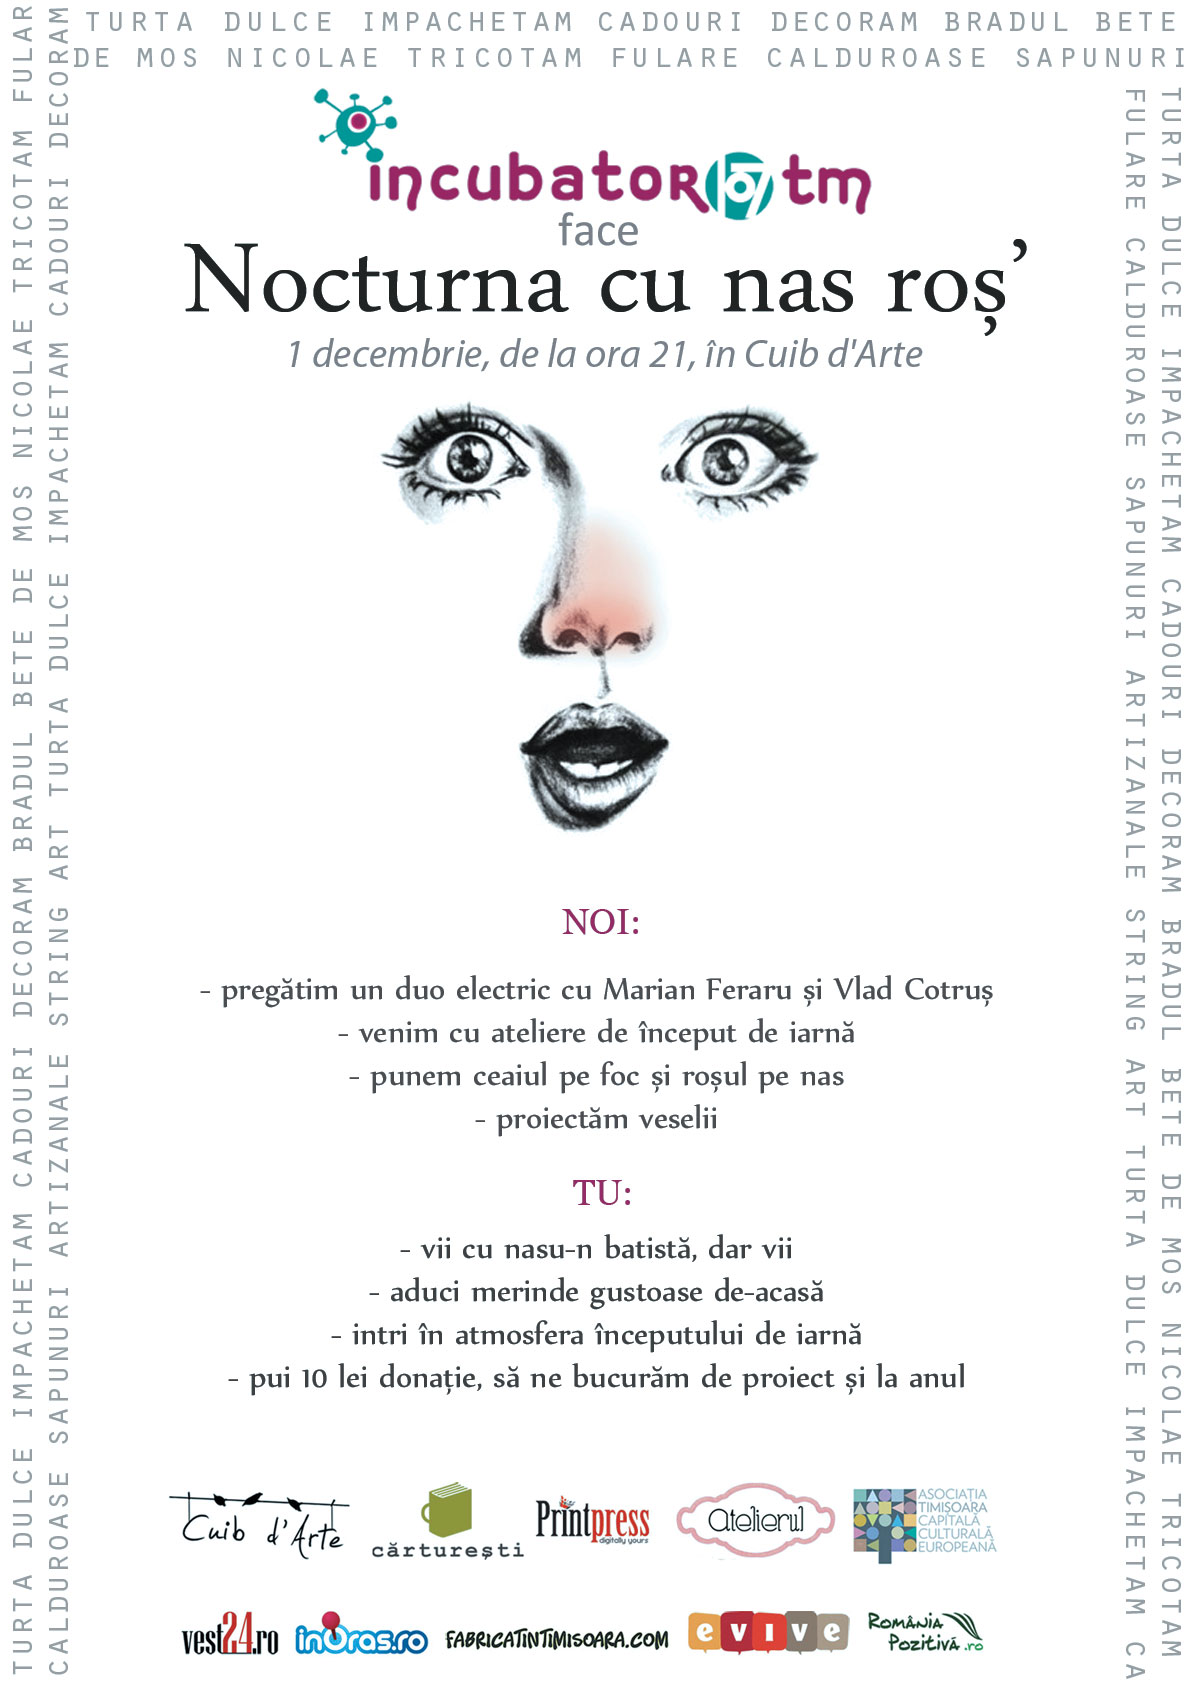 TURTA DULCE IMPACHETAM CADOURI DECORAM BRADUL BETE
DE MOS NICOLAE TRICOTAM FULARE CALDUROASE SAPUNURI
TURTA DULCE IMPACHETAM CADOURI DECORAM BRADUL BETE DE MOS NICOLAE TRICOTAM FULAR
CALDUROASE SAPUNURI ARTIZANALE STRING ART TURTA DULCE IMPACHETAM CADOURI DECORAM
TURTA DULCE IMPACHETAM CADOURI DECORAM BRADUL BETE DE MOS NICOLAE TRICOTAM
FULARE CALDUROASE SAPUNURI ARTIZANALE STRING ART TURTA DULCE IMPACHETAM CA
incubator107tm
face
Nocturna cu nas roș’
1 decembrie, de la ora 21, în Cuib d'Arte
NOI:
- pregătim un duo electric cu Marian Feraru și Vlad Cotruș
- venim cu ateliere de început de iarnă
- punem ceaiul pe foc și roșul pe nas
- proiectăm veselii
TU:
- vii cu nasu-n batistă, dar vii
- aduci merinde gustoase de-acasă
- intri în atmosfera începutului de iarnă
- pui 10 lei donație, să ne bucurăm de proiect și la anul
Cuib d'Arte
cărturești
Printpress
digitally yours
atelierul
ASOCIAȚIA
TIMIȘOARA
CAPITALĂ
CULTURALĂ
EUROPEANĂ
vest24.ro
inOras.ro
FABRICATINTIMISOARA.COM
evive
România
Pozitivă.ro